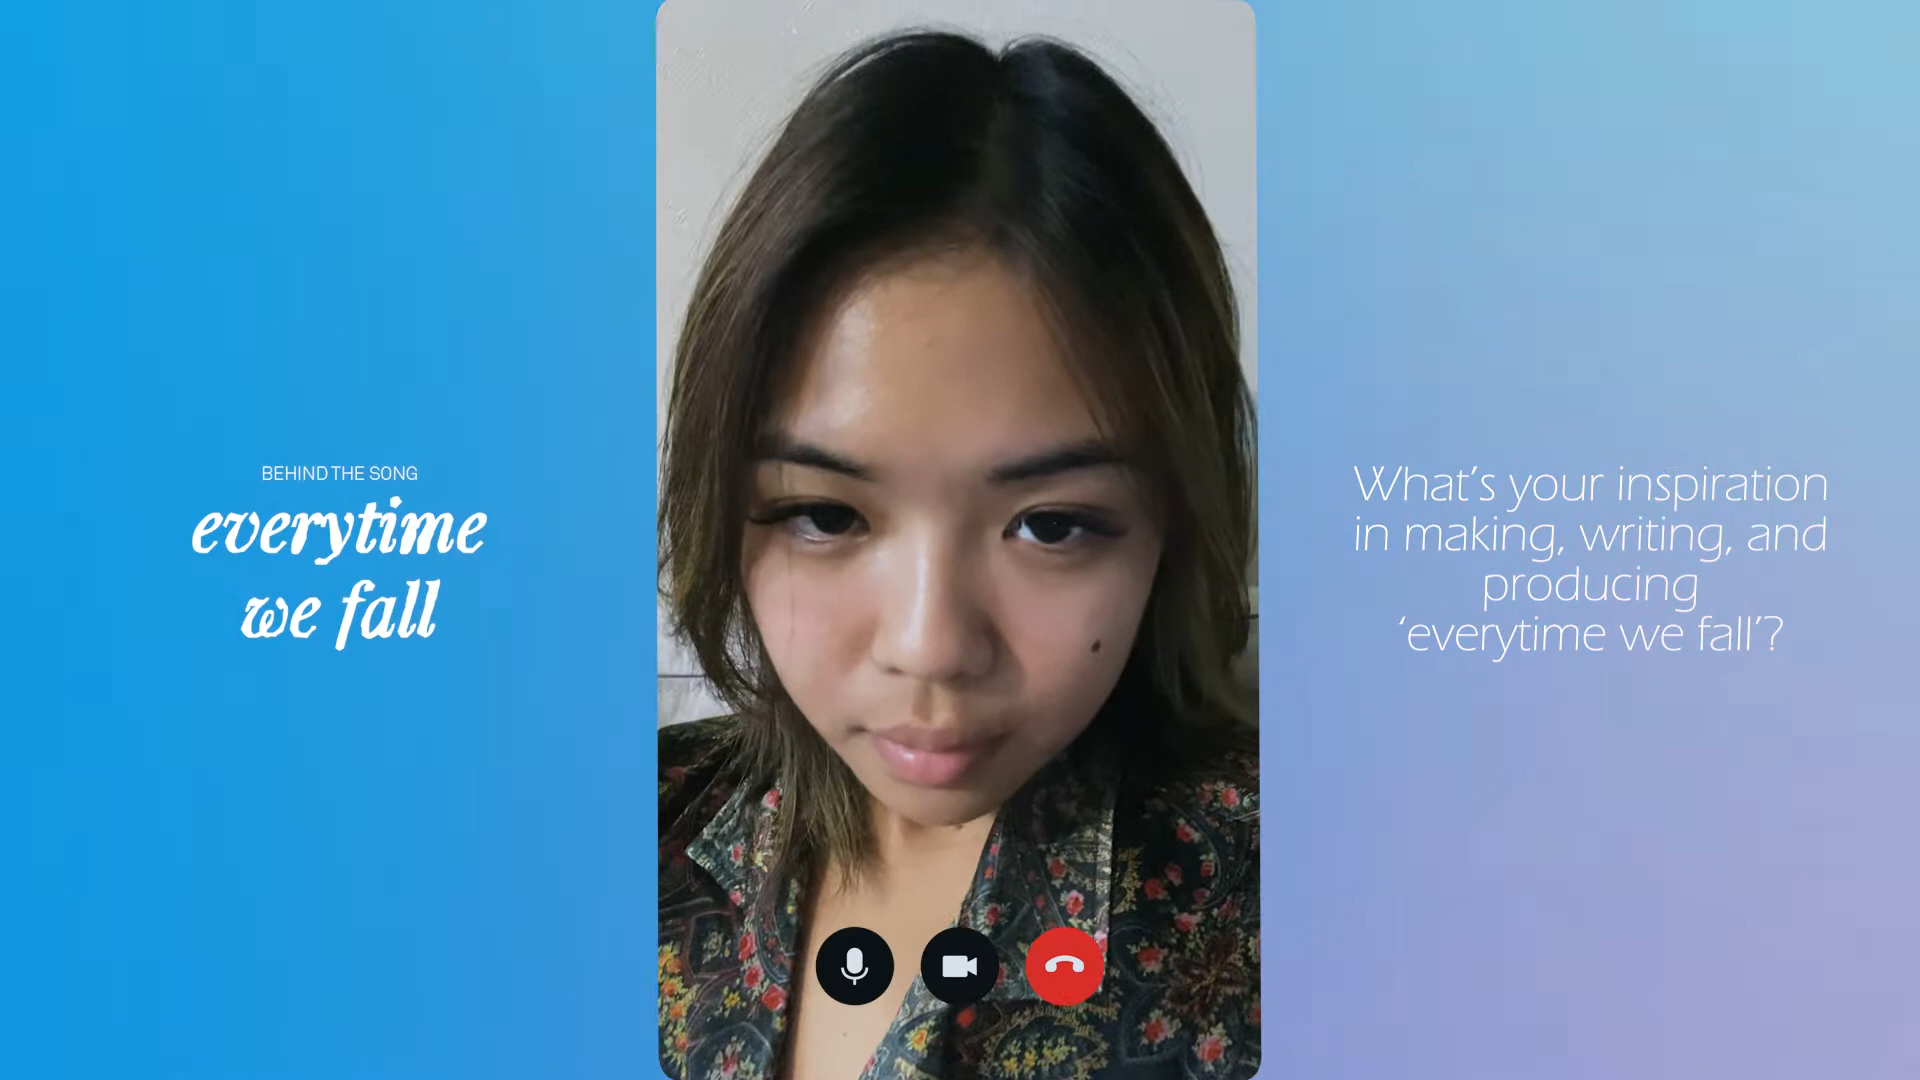 BEHIND THE SONG
everytime
we fall
What's your inspiration
in making, writing, and
producing
‘everytime we fall’?